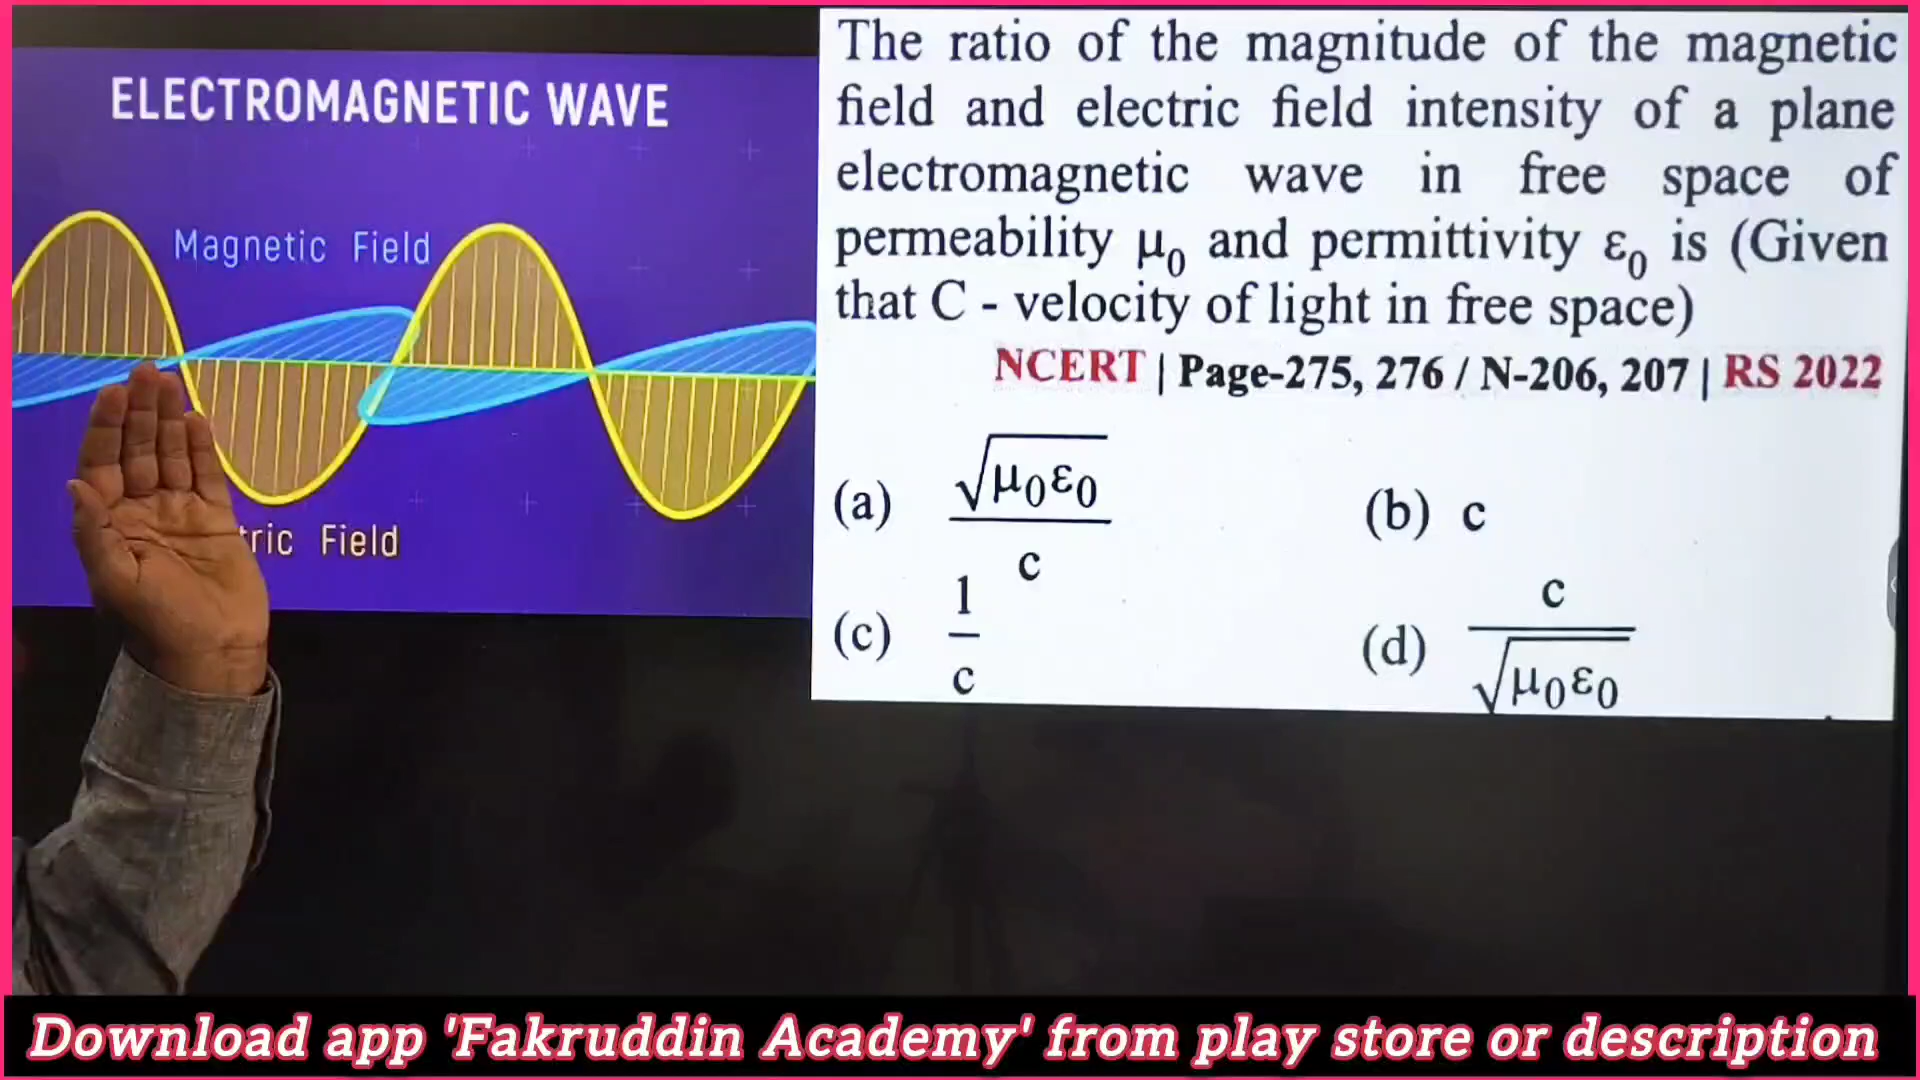 ELECTROMAGNETIC WAVE
Magnetic Field
tric Field
The ratio of the magnitude of the magnetic
field and electric field intensity of a plane
electromagnetic wave in free space of
permeability μ₀ and permittivity ε₀ is (Given
that C - velocity of light in free space)
NCERT | Page-275, 276 / N-206, 207 | RS 2022
(a) √μ₀ε₀ / c
(b) c
(c) 1 / c
(d) c / √μ₀ε₀
Download app 'Fakruddin Academy' from play store or description